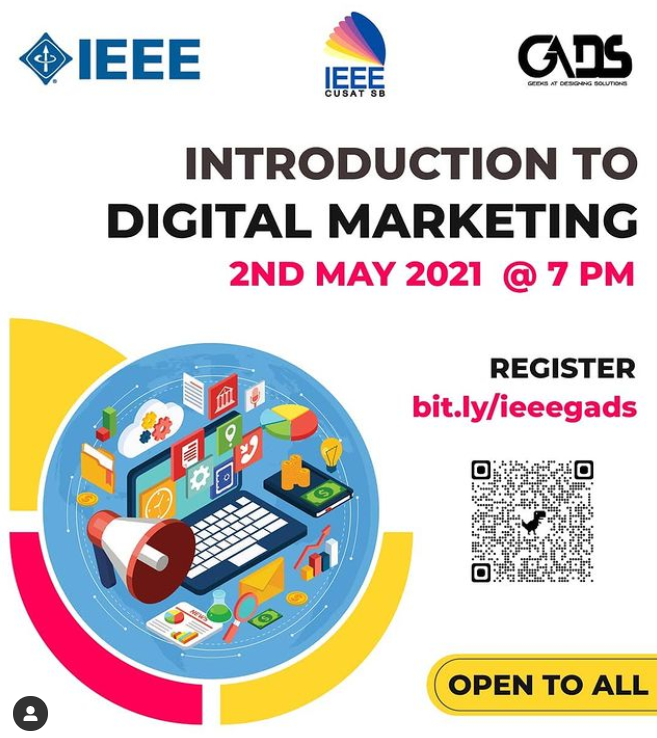 IEEE
IEEE
CUSAT SB
GADS
GEEKS AT DESIGNING SOLUTIONS
INTRODUCTION TO
DIGITAL MARKETING
2ND MAY 2021 @ 7 PM
REGISTER
bit.ly/ieeegads
NEWS
OPEN TO ALL